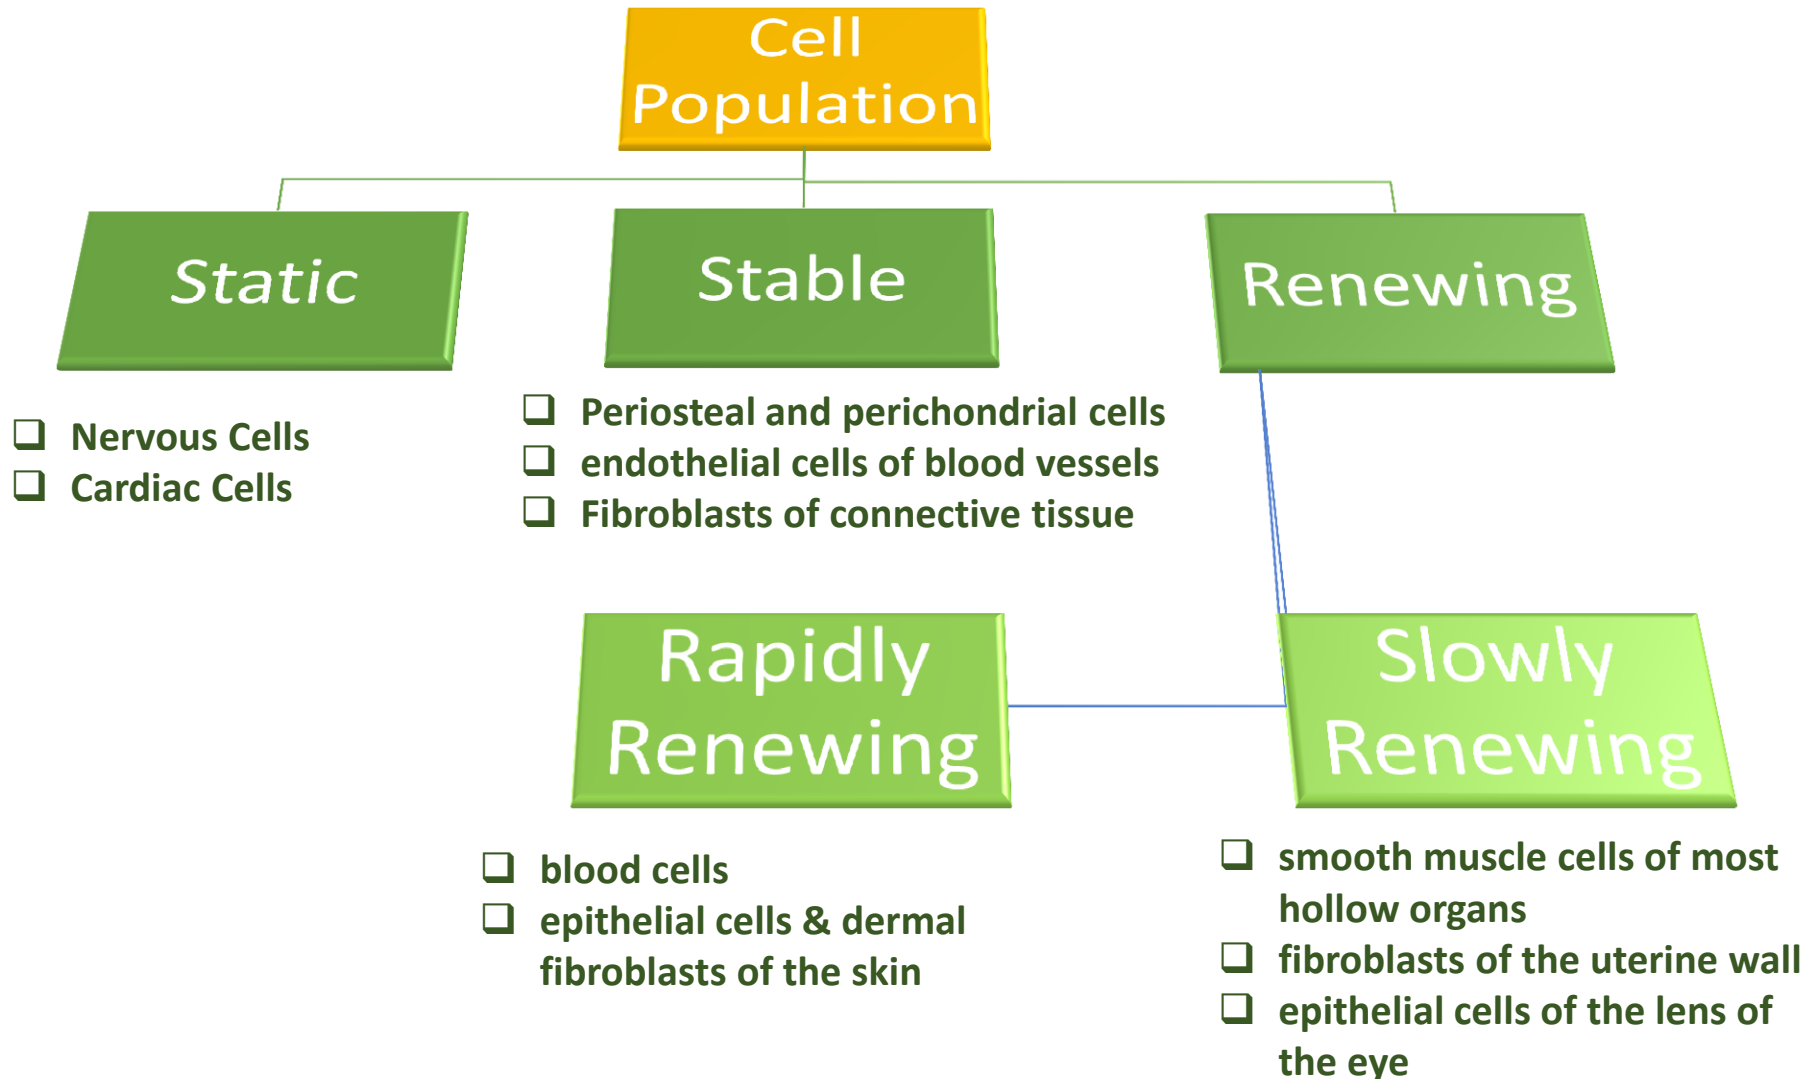 Cell
Population
Static
Stable
Renewing
Nervous Cells
Cardiac Cells
Periosteal and perichondrial cells
endothelial cells of blood vessels
Fibroblasts of connective tissue
Rapidly
Renewing
Slowly
Renewing
blood cells
epithelial cells & dermal
fibroblasts of the skin
smooth muscle cells of most
hollow organs
fibroblasts of the uterine wall
epithelial cells of the lens of
the eye